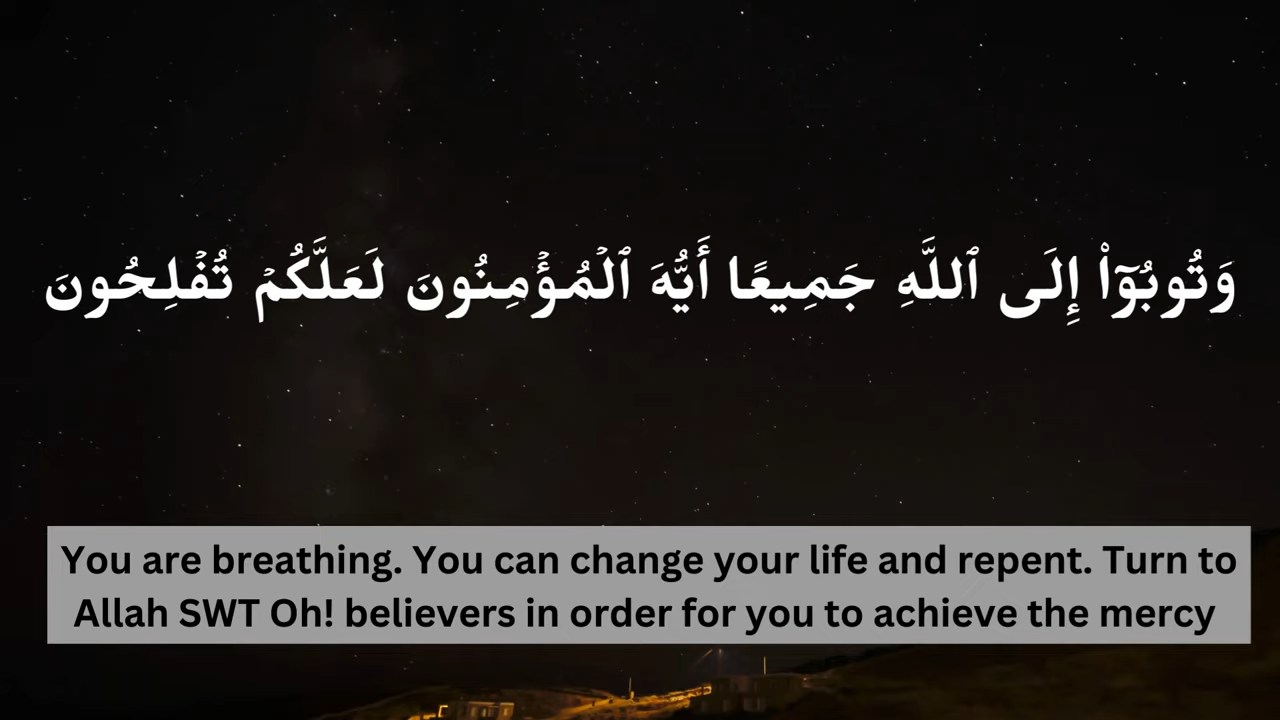 وَتُوبُوٓا۟ إِلَى ٱللَّهِ جَمِيعًا أَيُّهَ ٱلْمُؤْمِنُونَ لَعَلَّكُمْ تُفْلِحُونَ
You are breathing. You can change your life and repent. Turn to
Allah SWT Oh! believers in order for you to achieve the mercy